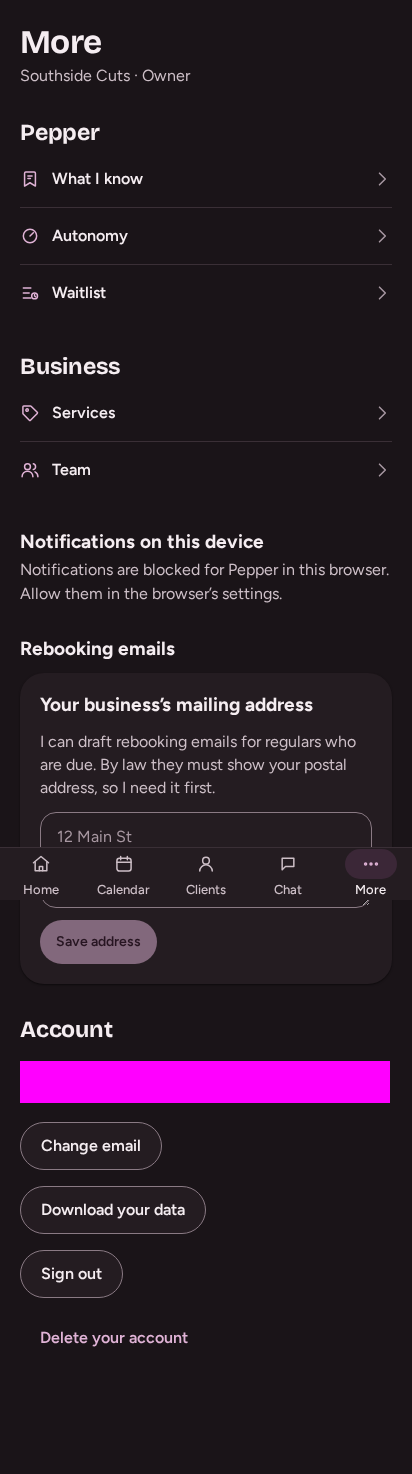 More
Southside Cuts · Owner
Pepper
What I know
Autonomy
Waitlist
Business
Services
Team
Notifications on this device
Notifications are blocked for Pepper in this browser.
Allow them in the browser’s settings.
Rebooking emails
Your business’s mailing address
I can draft rebooking emails for regulars who
are due. By law they must show your postal
address, so I need it first.
12 Main St
Home Calendar Clients Chat More
Save address
Account
Change email
Download your data
Sign out
Delete your account